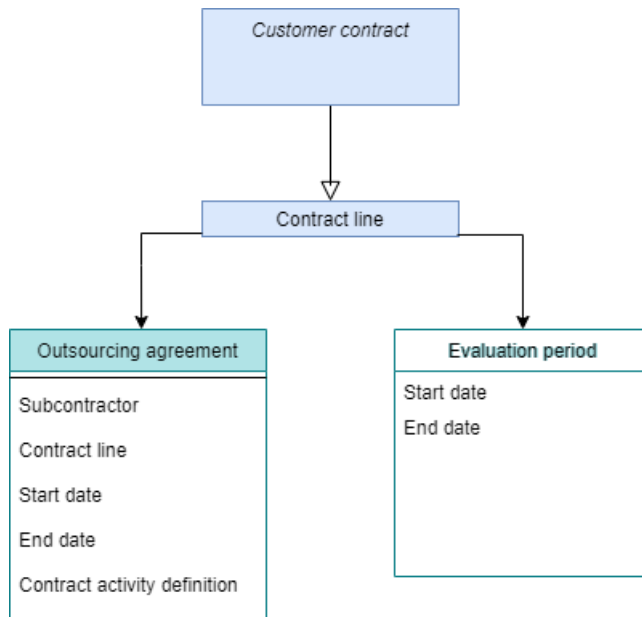 Customer contract
Contract line
Outsourcing agreement
Subcontractor
Contract line
Start date
End date
Contract activity definition
Evaluation period
Start date
End date